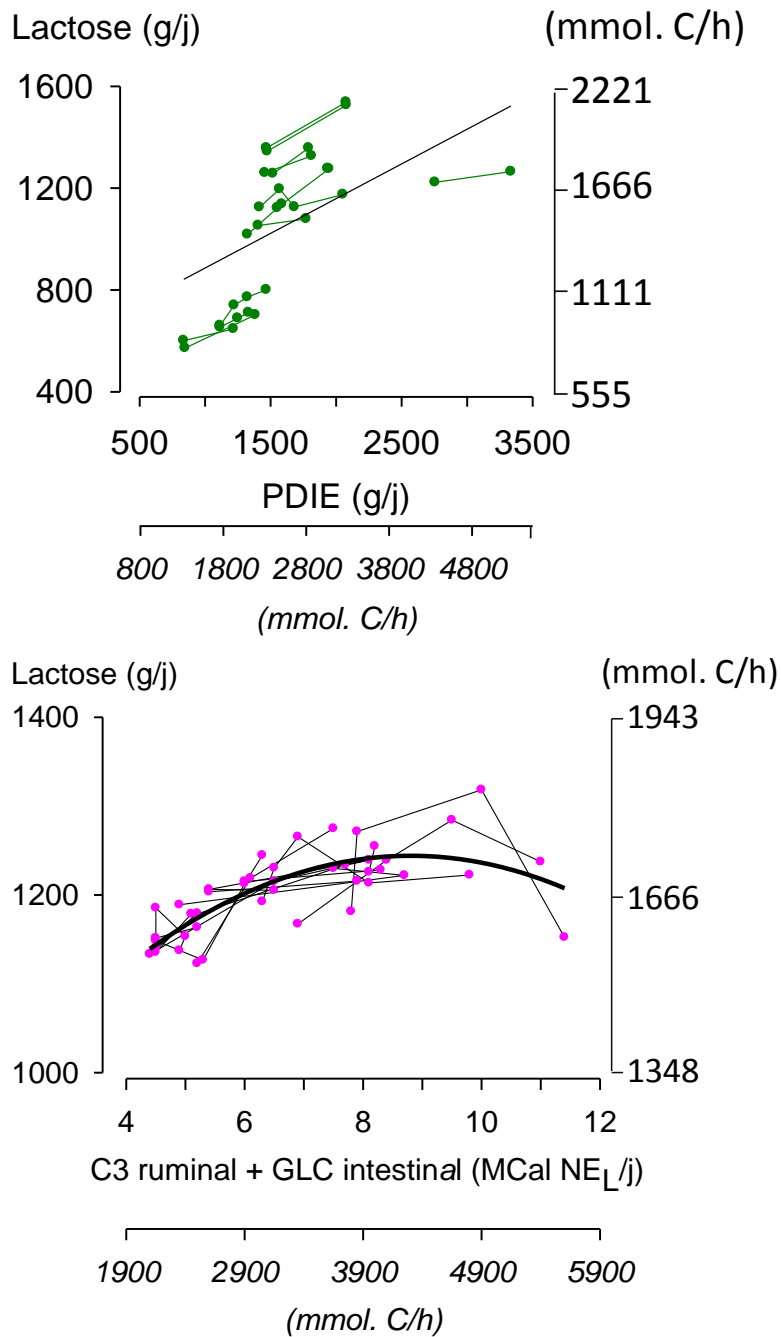 Lactose (g/j) (mmol. C/h)
1600 2221
1200 1666
800 1111
400 555
500 1500 2500 3500
PDIE (g/j)
800 1800 2800 3800 4800
(mmol. C/h)
Lactose (g/j) (mmol. C/h)
1400 1943
1200 1666
1000 1348
4 6 8 10 12
C3 ruminal + GLC intestinal (MCal NEL/j)
1900 2900 3900 4900 5900
(mmol. C/h)